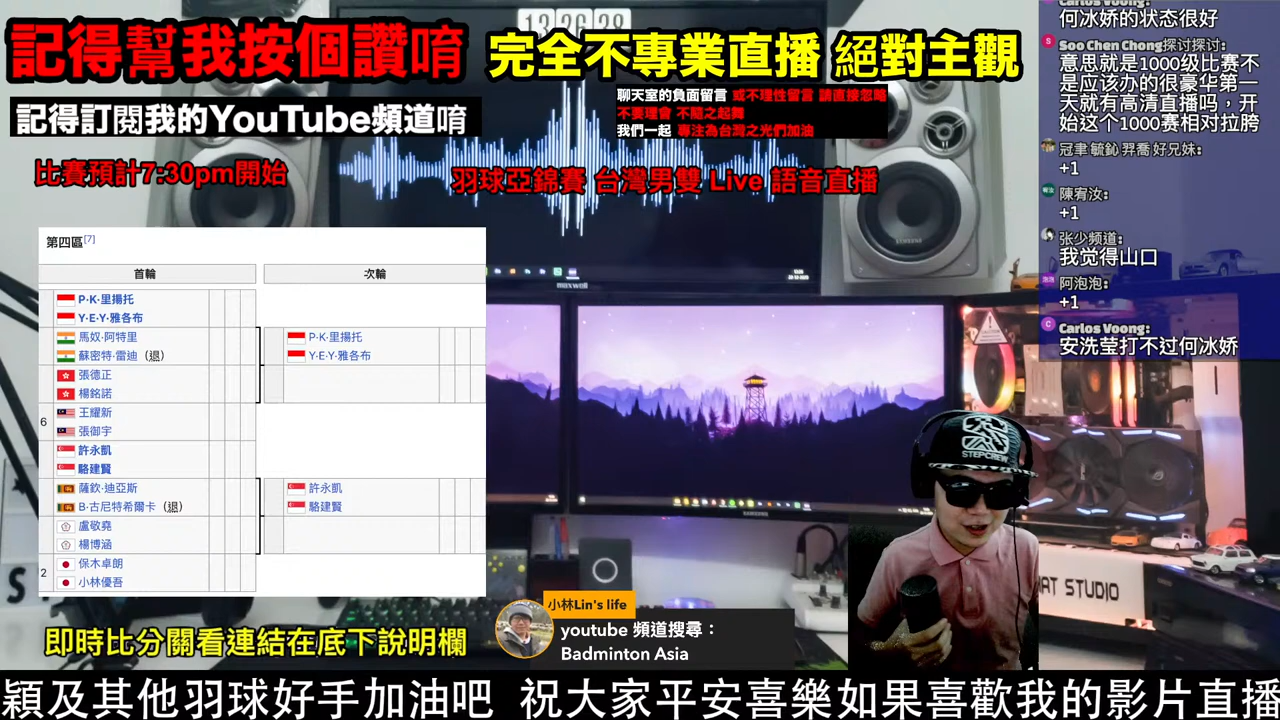 記得幫我按個讚唷
完全不專業直播 絕對主觀
記得訂閱我的YouTube頻道唷
聊天室的負面留言 或不理性留言 請直接忽略
不要理會 不隨之起舞
我們一起 專注為台灣之光們加油
比賽預計7:30pm開始
羽球亞錦賽 台灣男雙 Live 語音直播
第四區[7]
首輪
次輪
P·K·里揚托
Y·E·Y·雅各布
馬奴·阿特里
蘇密特·雷迪（退）
張德正
楊銘諾
6
王耀新
張御宇
許永凱
駱建賢
薩欽·迪亞斯
B·古尼特希爾卡（退）
盧敬堯
楊博涵
2
保木卓朗
小林優吾
P·K·里揚托
Y·E·Y·雅各布
許永凱
駱建賢
Carlos Voong:
何冰娇的状态很好
Soo Chen Chong探讨探讨:
意思就是1000级比赛不
是应该办的很豪华第一
天就有高清直播吗，开
始这个1000赛相对拉胯
冠聿 毓鈊 羿喬 好兄妹:
+1
陳宥汝:
+1
张少频道:
我觉得山口
阿泡泡:
+1
Carlos Voong:
安洗莹打不过何冰娇
maxwell
SAMSUNG
STEPCREW
HAT STUDIO
小林Lin's life
youtube 頻道搜尋：
Badminton Asia
即時比分關看連結在底下說明欄
穎及其他羽球好手加油吧 祝大家平安喜樂如果喜歡我的影片直播